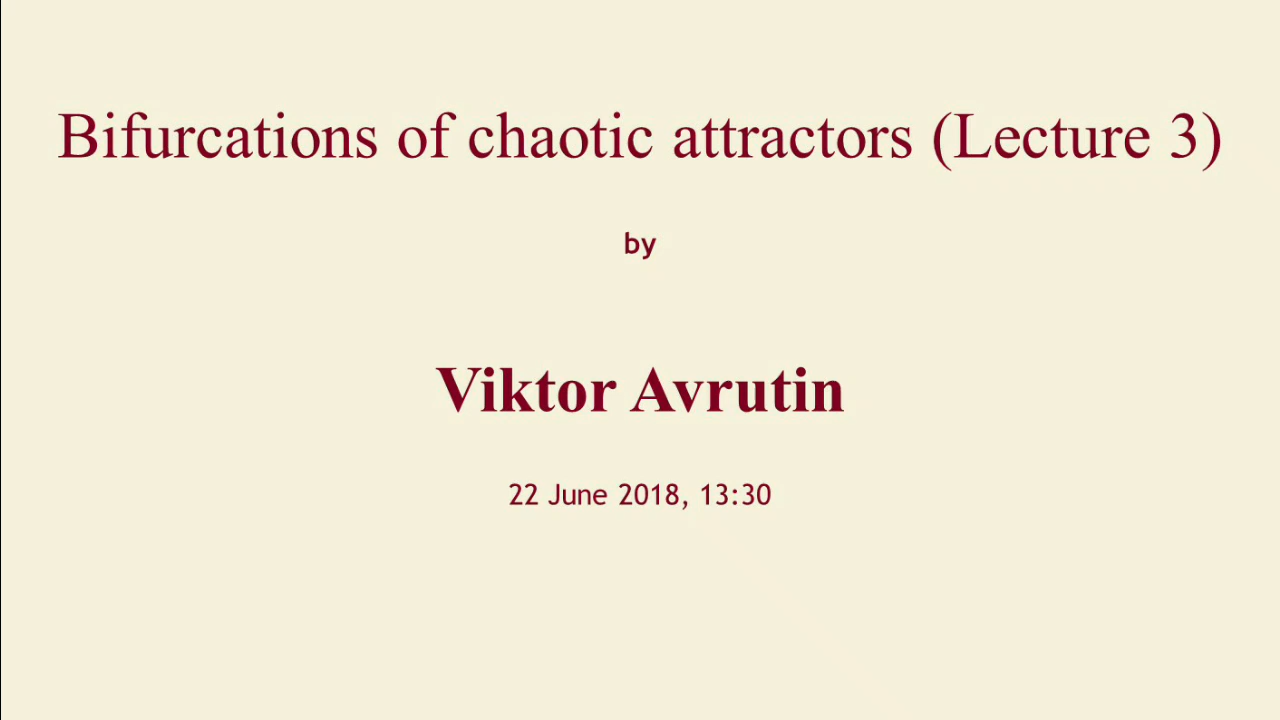 Bifurcations of chaotic attractors (Lecture 3)
by
Viktor Avrutin
22 June 2018, 13:30